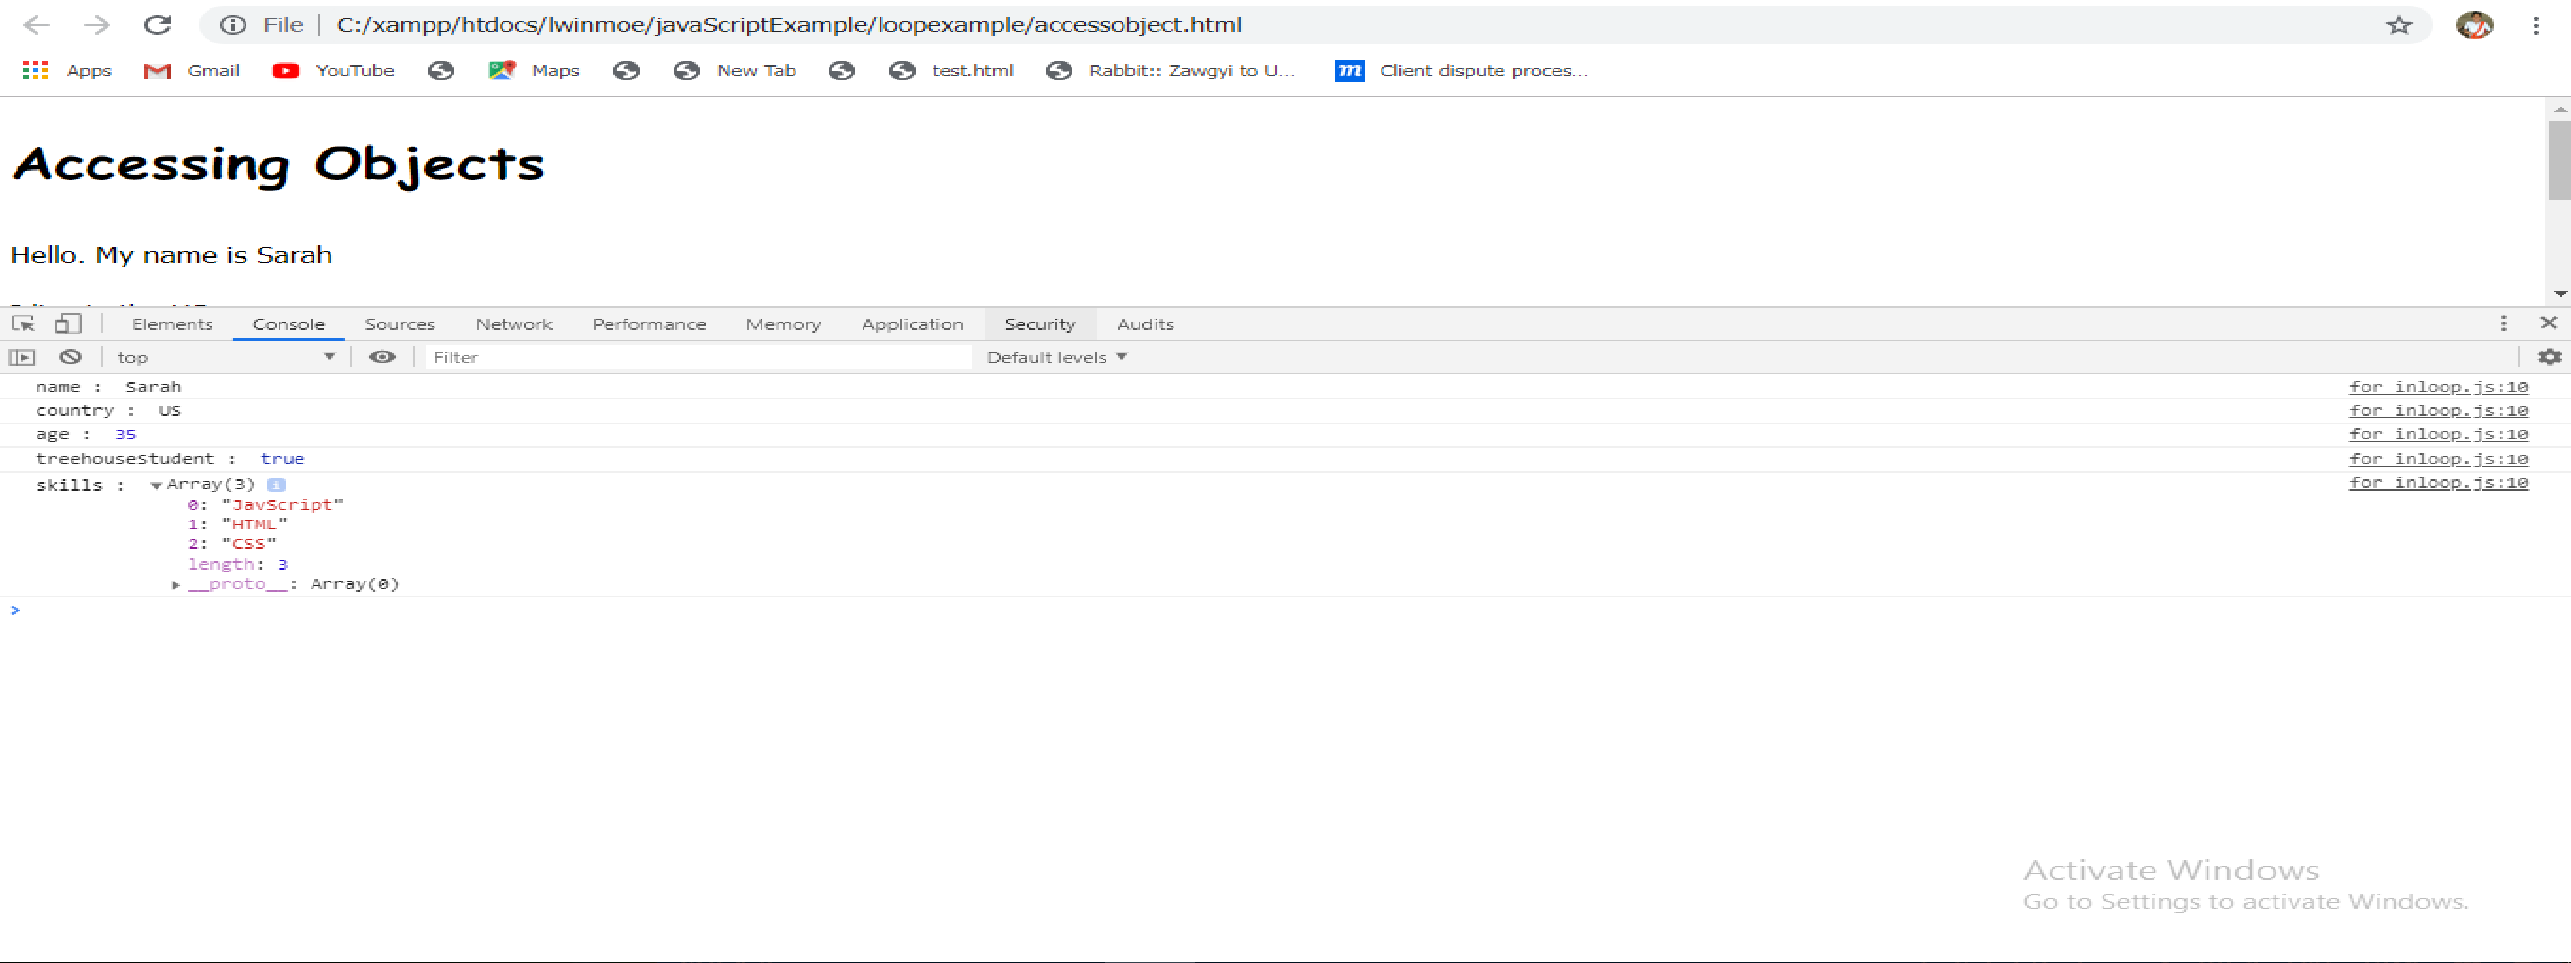 File | C:/xampp/htdocs/lwinmoe/javaScriptExample/loopexample/accessobject.html
Apps Gmail YouTube Maps New Tab test.html Rabbit:: Zawgyi to U... m Client dispute proces...
Accessing Objects
Hello. My name is Sarah
Elements Console Sources Network Performance Memory Application Security Audits
top Filter Default levels
name : Sarah for inloop.js:10
country : US for inloop.js:10
age : 35 for inloop.js:10
treehouseStudent : true for inloop.js:10
skills : Array(3) i for inloop.js:10
0: "JavScript"
1: "HTML"
2: "CSS"
length: 3
__proto__: Array(0)
>
Activate Windows
Go to Settings to activate Windows.